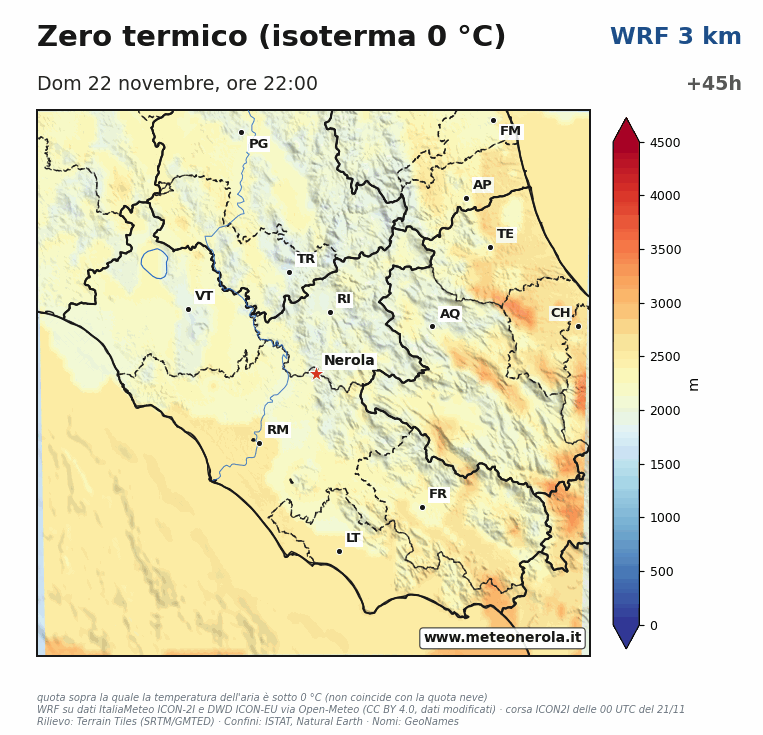 Zero termico (isoterma 0 °C)
WRF 3 km
Dom 22 novembre, ore 22:00
+45h
FM
PG
AP
TE
TR
VT
RI
AQ
CH
Nerola
RM
FR
LT
www.meteonerola.it
4500
4000
3500
3000
2500
2000
1500
1000
500
0
m
quota sopra la quale la temperatura dell'aria è sotto 0 °C (non coincide con la quota neve)
WRF su dati ItaliaMeteo ICON-2I e DWD ICON-EU via Open-Meteo (CC BY 4.0, dati modificati) · corsa ICON2I delle 00 UTC del 21/11
Rilievo: Terrain Tiles (SRTM/GMTED) · Confini: ISTAT, Natural Earth · Nomi: GeoNames